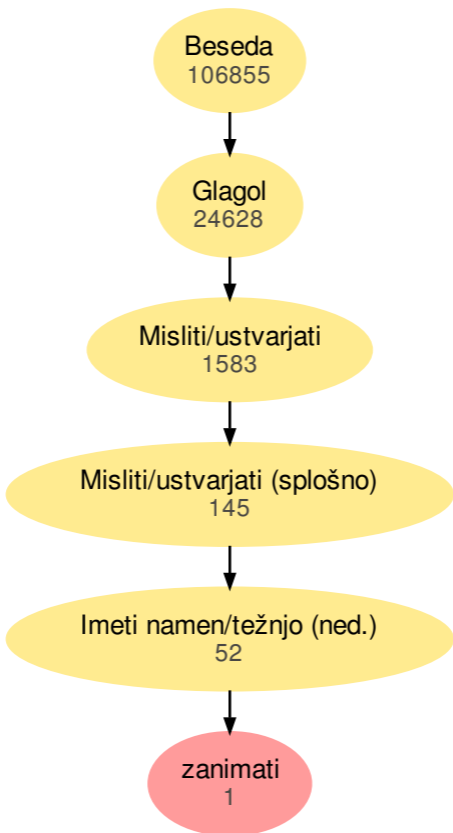 Beseda
106855
Glagol
24628
Misliti/ustvarjati
1583
Misliti/ustvarjati (splošno)
145
Imeti namen/težnjo (ned.)
52
zanimati
1